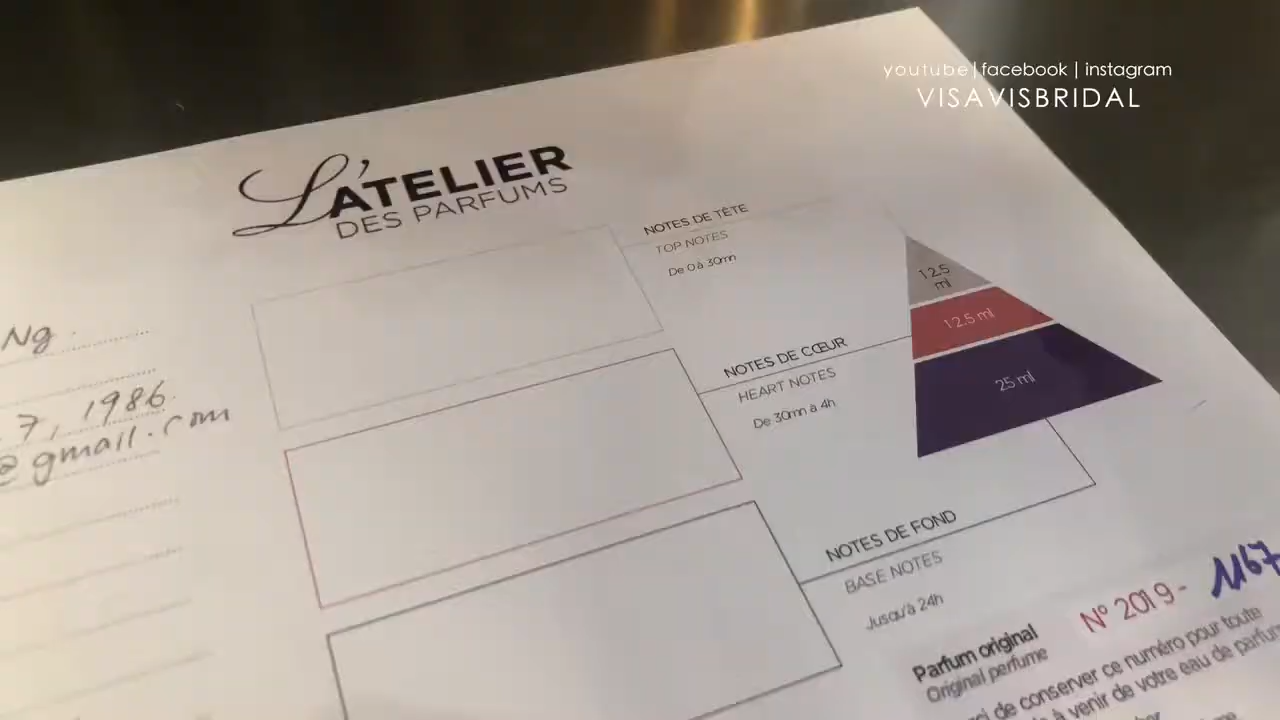 youtube|facebook | instagram
VISAVISBRIDAL
L'ATELIER
DES PARFUMS
NOTES DE TÊTE
TOP NOTES
De 0 à 30mn
12.5
ml
12.5 ml
25 ml
NOTES DE CŒUR
HEART NOTES
De 30mn à 4h
NOTES DE FOND
BASE NOTES
Jusqu'à 24h
Ng
7, 1986
@gmail.com
Parfum original
Original perfume
N° 2019- 1167
de conserver ce numéro pour toute
à venir de votre eau de